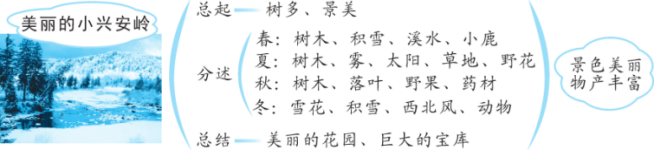 美丽的小兴安岭
总起 树多、景美
分述
春：树木、积雪、溪水、小鹿
夏：树木、雾、太阳、草地、野花
秋：树木、落叶、野果、药材
冬：雪花、积雪、西北风、动物
总结 美丽的花园、巨大的宝库
景色美丽
物产丰富